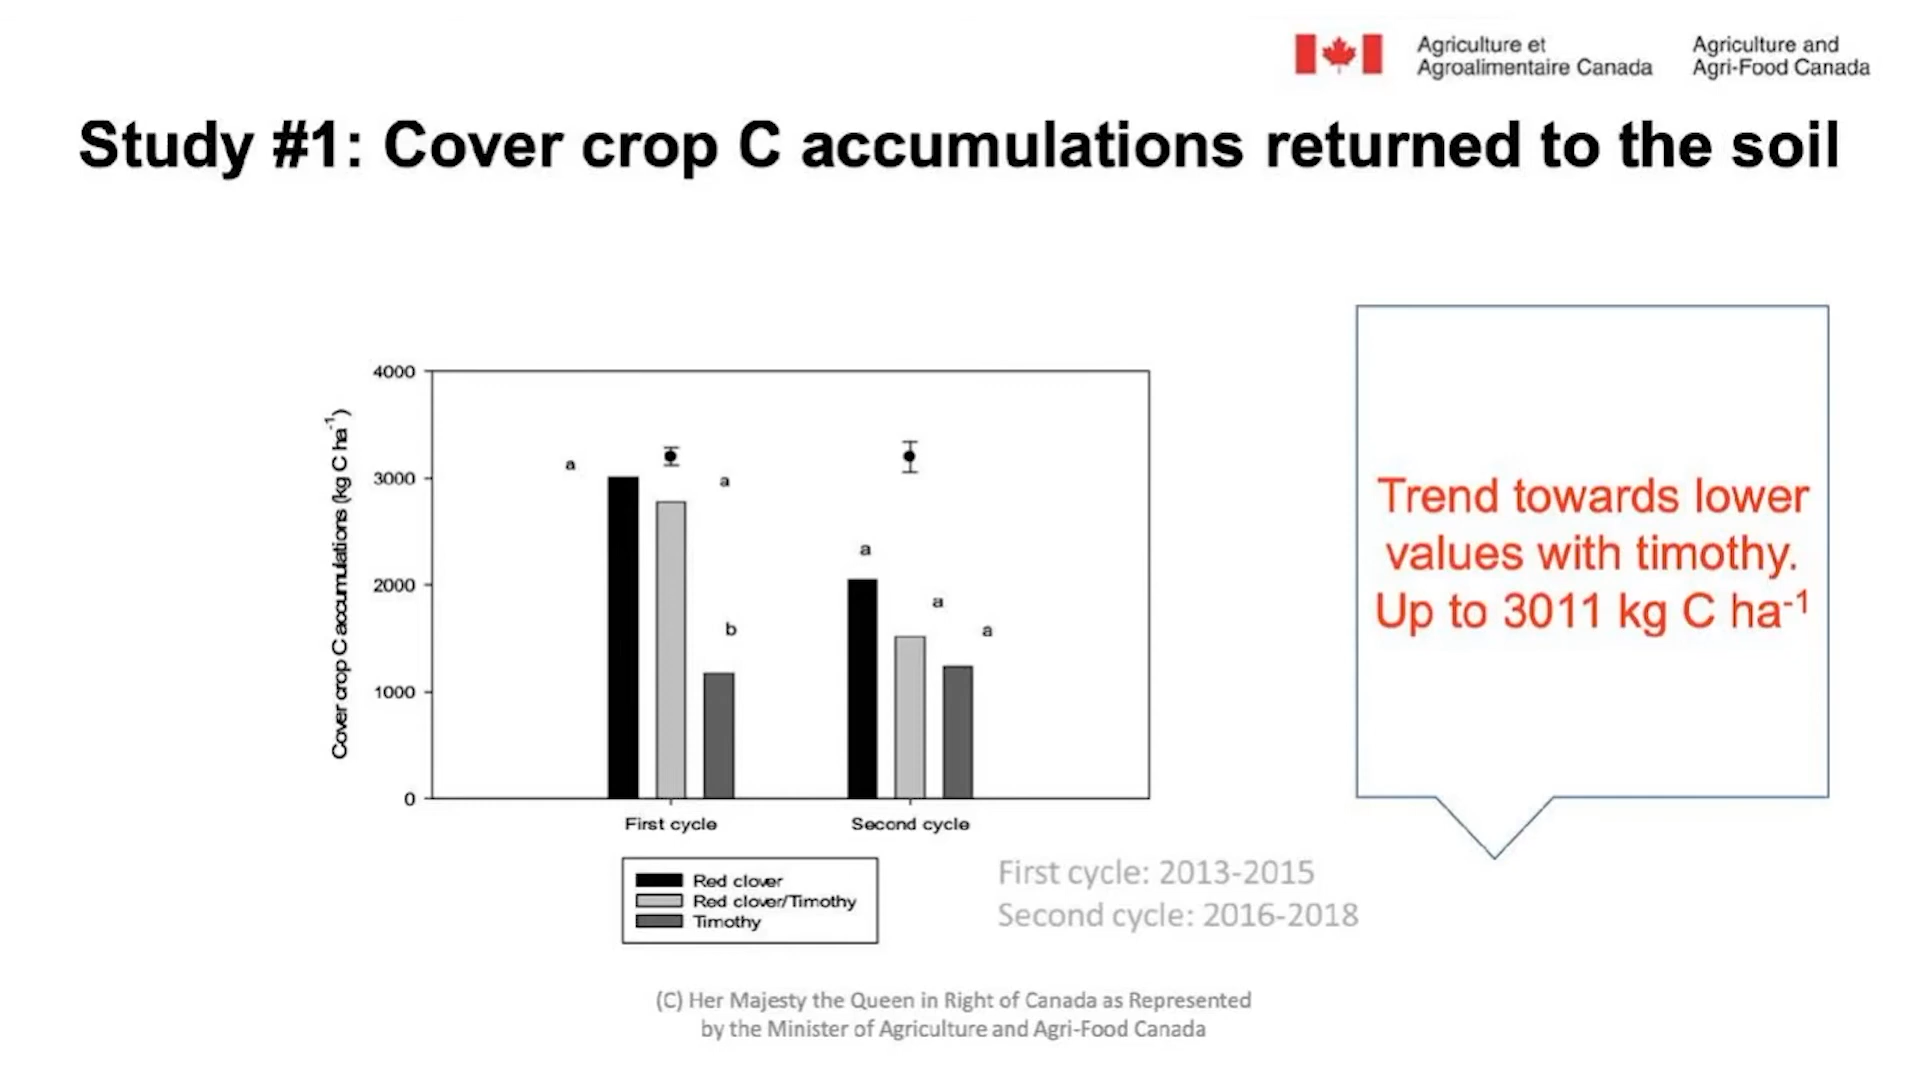 Agriculture et
Agroalimentaire Canada
Agriculture and
Agri-Food Canada
Study #1: Cover crop C accumulations returned to the soil
Cover crop C accumulations (kg C ha⁻¹)
4000
3000
2000
1000
0
a
a
b
a
a
a
First cycle
Second cycle
Red clover
Red clover/Timothy
Timothy
Trend towards lower
values with timothy.
Up to 3011 kg C ha⁻¹
First cycle: 2013-2015
Second cycle: 2016-2018
(C) Her Majesty the Queen in Right of Canada as Represented
by the Minister of Agriculture and Agri-Food Canada